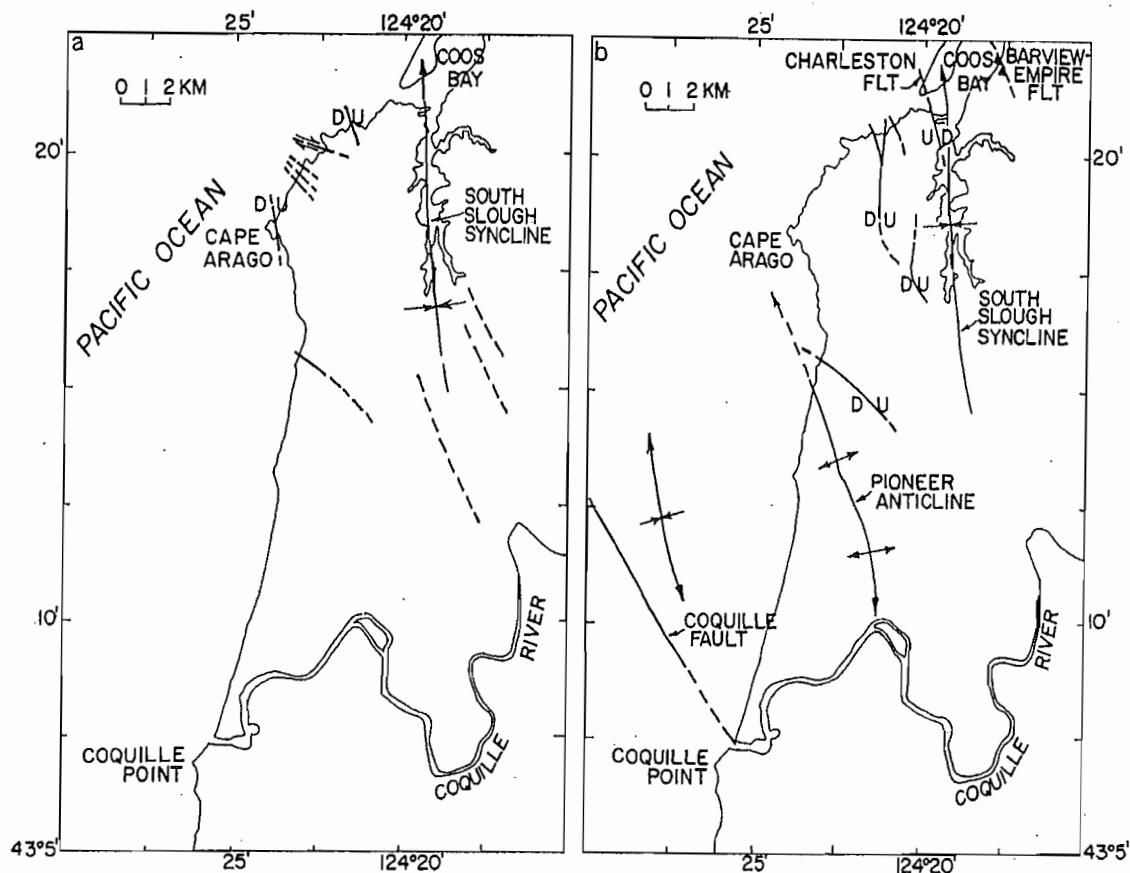 25' 124°20'
a
COOS
BAY
0 1 2 KM
D U
20'
D U
PACIFIC OCEAN
CAPE
ARAGO
SOUTH
SLOUGH
SYNCLINE
10'
RIVER
COQUILLE
POINT
COQUILLE
43°5'
25' 124°20'
25' 124°20'
b
CHARLESTON
FLT
COOS
BAY
BARVIEW-
EMPIRE
FLT
0 1 2 KM
U D
20'
PACIFIC OCEAN
CAPE
ARAGO
D U
D U
SOUTH
SLOUGH
SYNCLINE
D U
PIONEER
ANTICLINE
COQUILLE
FAULT
10'
RIVER
COQUILLE
POINT
COQUILLE
43°5'
25' 124°20'